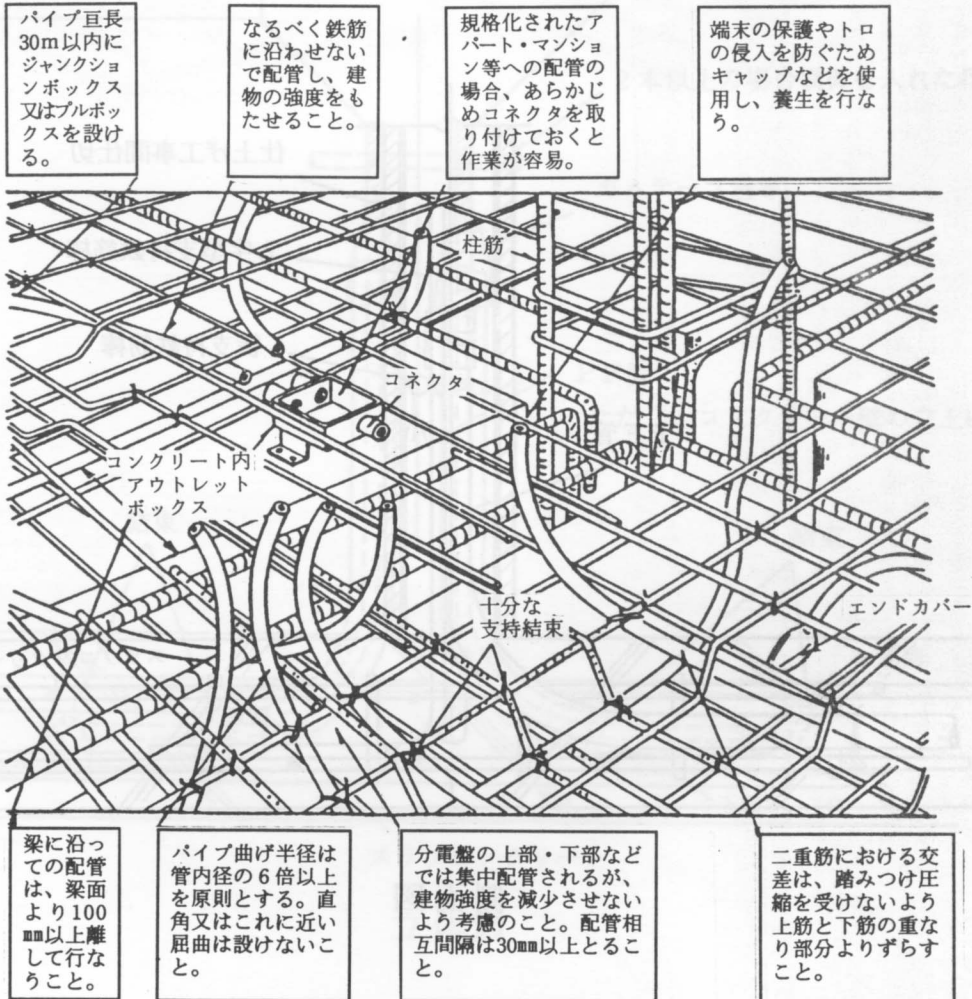 パイプ亘長
30m以内に
ジャンクショ
ンボックス
又はプルボッ
クスを設け
る。
なるべく鉄筋
に沿わせない
で配管し、建
物の強度をも
たせること。
規格化されたア
パート・マンショ
ン等への配管の
場合、あらかじ
めコネクタを取
り付けておくと
作業が容易。
端末の保護やトロ
の侵入を防ぐため
キャップなどを使
用し、養生を行な
う。
柱筋
コネクタ
コンクリート内
アウトレット
ボックス
十分な
支持結束
エンドカバー
梁に沿っ
ての配管
は、梁面
より100
㎜以上離
して行な
うこと。
パイプ曲げ半径は
管内径の6倍以上
を原則とする。直
角又はこれに近い
屈曲は設けないこ
と。
分電盤の上部・下部など
では集中配管されるが、
建物強度を減少させない
よう考慮のこと。配管相
互間隔は30㎜以上とるこ
と。
二重筋における交
差は、踏みつけ圧
縮を受けないよう
上筋と下筋の重な
り部分よりずらす
こと。